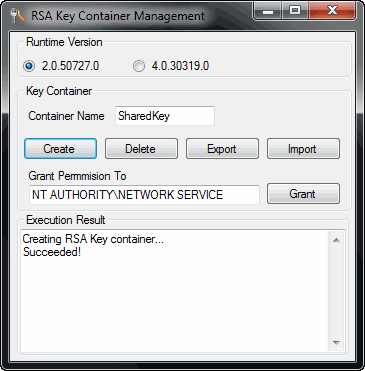 RSA Key Container Management
Runtime Version
2.0.50727.0 4.0.30319.0
Key Container
Container Name SharedKey
Create Delete Export Import
Grant Permmision To
NT AUTHORITY\NETWORK SERVICE Grant
Execution Result
Creating RSA Key container...
Succeeded!